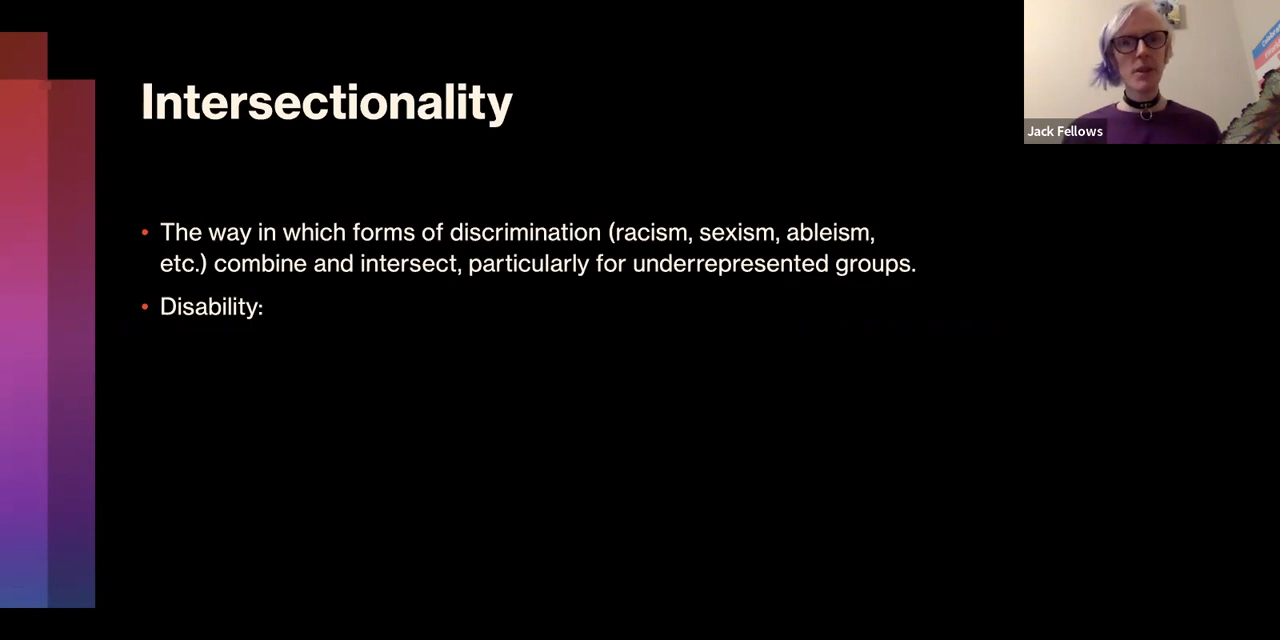 Intersectionality
• The way in which forms of discrimination (racism, sexism, ableism,
etc.) combine and intersect, particularly for underrepresented groups.
• Disability:
Jack Fellows